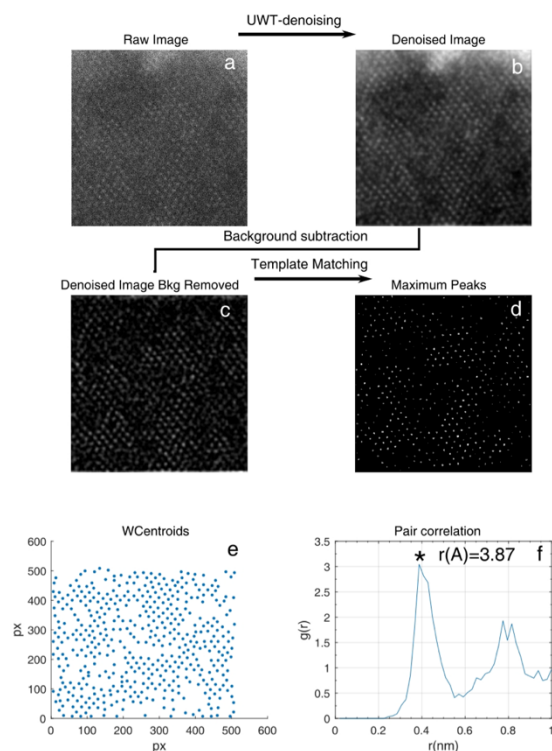 UWT-denoising
Raw Image
Denoised Image
a
b
Background subtraction
Template Matching
Denoised Image Bkg Removed
Maximum Peaks
c
d
WCentroids
e
600
500
400
300
200
100
0
px
0 100 200 300 400 500 600
px
Pair correlation
* r(A)=3.87 f
3.5
3
2.5
2
1.5
1
0.5
0
g(r)
0 0.2 0.4 0.6 0.8 1
r(nm)